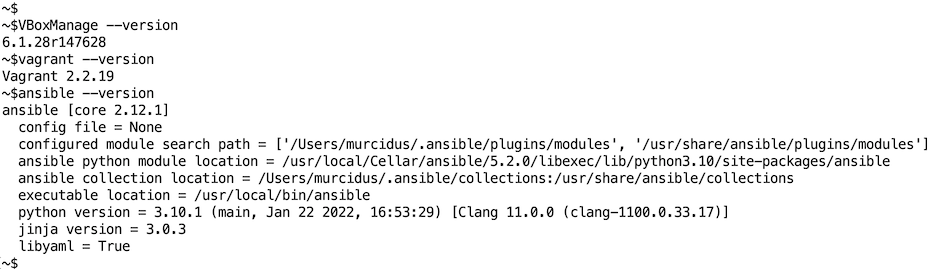 ~$
~$VBoxManage --version
6.1.28r147628
~$vagrant --version
Vagrant 2.2.19
~$ansible --version
ansible [core 2.12.1]
  config file = None
  configured module search path = ['/Users/murcidus/.ansible/plugins/modules', '/usr/share/ansible/plugins/modules']
  ansible python module location = /usr/local/Cellar/ansible/5.2.0/libexec/lib/python3.10/site-packages/ansible
  ansible collection location = /Users/murcidus/.ansible/collections:/usr/share/ansible/collections
  executable location = /usr/local/bin/ansible
  python version = 3.10.1 (main, Jan 22 2022, 16:53:29) [Clang 11.0.0 (clang-1100.0.33.17)]
  jinja version = 3.0.3
  libyaml = True
~$